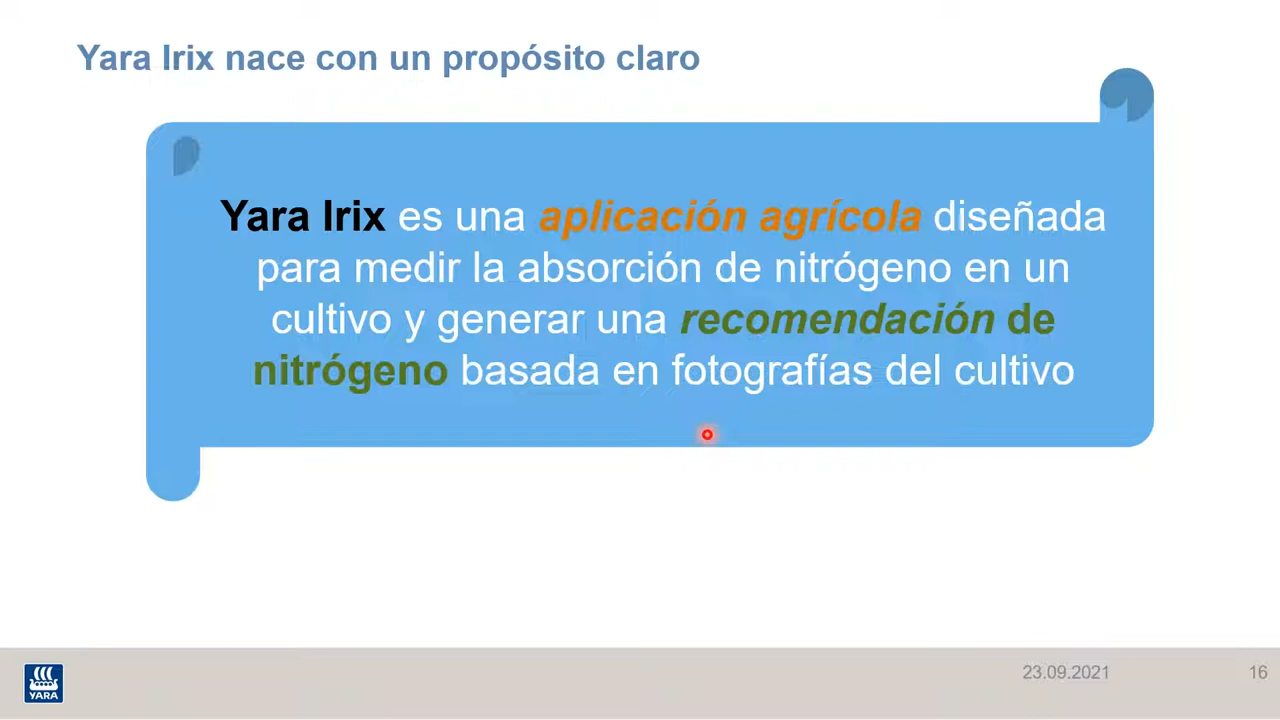 Yara Irix nace con un propósito claro
Yara Irix es una aplicación agrícola diseñada
para medir la absorción de nitrógeno en un
cultivo y generar una recomendación de
nitrógeno basada en fotografías del cultivo
YARA
23.09.2021
16